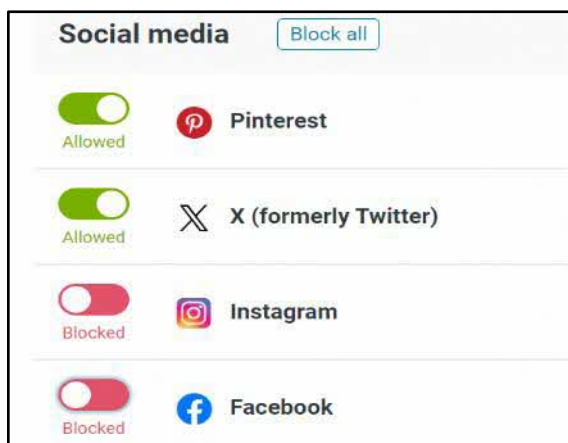 Social media Block all
Pinterest
Allowed
X (formerly Twitter)
Allowed
Instagram
Blocked
Facebook
Blocked